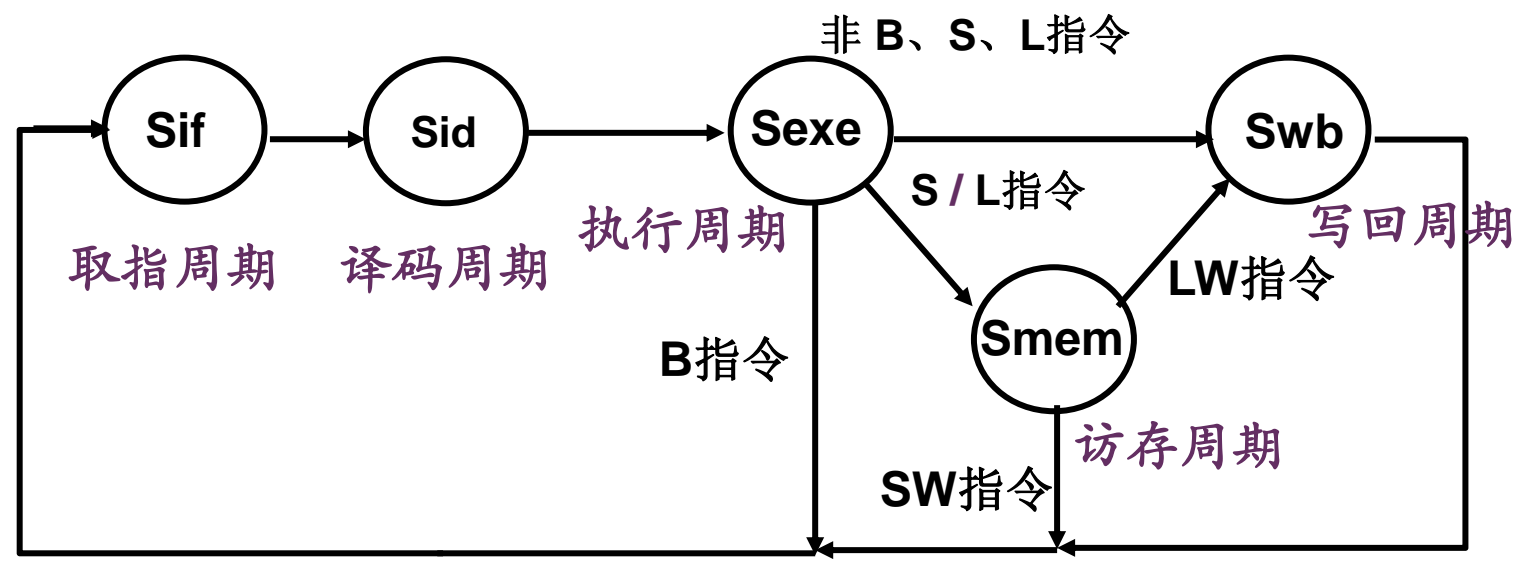 非 B、S、L指令
Sif
Sid
Sexe
Swb
S / L指令
取指周期
译码周期
执行周期
写回周期
LW指令
Smem
B指令
访存周期
SW指令